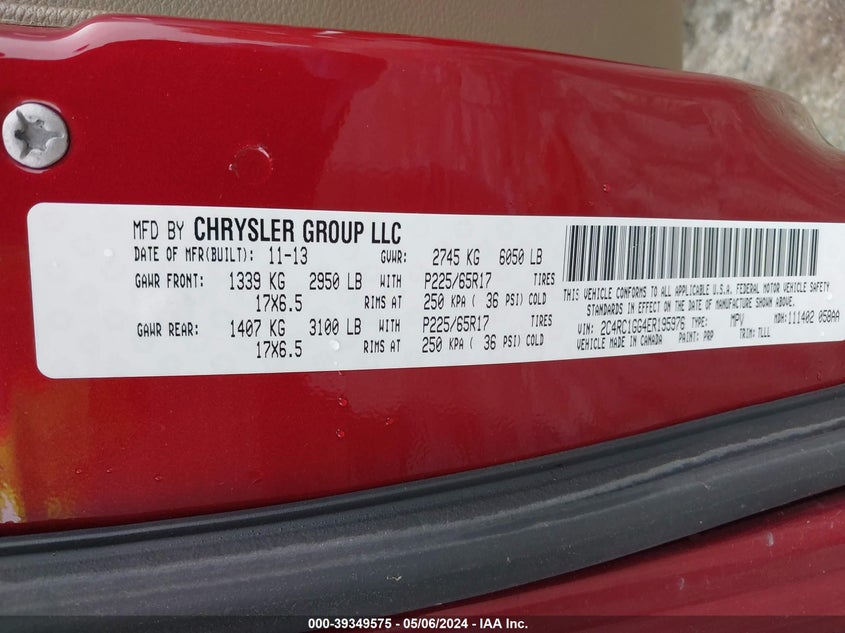 MFD BY CHRYSLER GROUP LLC
DATE OF MFR(BUILT): 11-13 GVWR: 2745 KG 6050 LB
GAWR FRONT: 1339 KG 2950 LB WITH P225/65R17 TIRES
17X6.5 RIMS AT 250 KPA ( 36 PSI) COLD
GAWR REAR: 1407 KG 3100 LB WITH P225/65R17 TIRES
17X6.5 RIMS AT 250 KPA ( 36 PSI) COLD
THIS VEHICLE CONFORMS TO ALL APPLICABLE U.S.A. FEDERAL MOTOR VEHICLE SAFETY
STANDARDS IN EFFECT ON THE DATE OF MANUFACTURE SHOWN ABOVE.
VIN: 2C4RC1GG4ER195976 TYPE: MPV MDH: 111402 058AA
VEHICLE MADE IN CANADA PAINT: PRP TRIM: TLLL
000-39349575 - 05/06/2024 - IAA Inc.